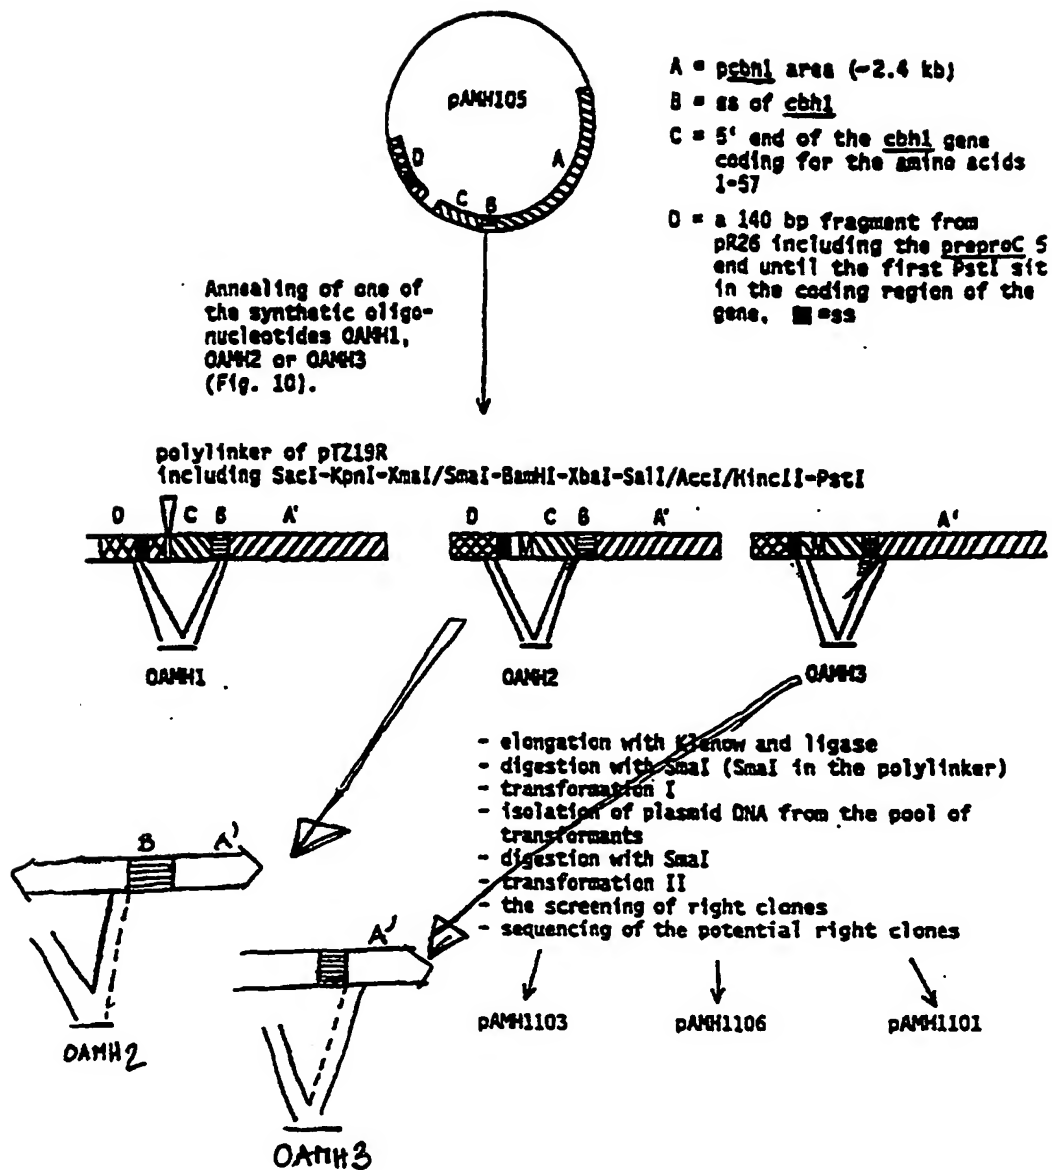 pAMH105
A
B
C
D
A = pcbh1 area (~2.4 kb)
B = ss of cbh1
C = 5' end of the cbh1 gene
coding for the amino acids
1-57
D = a 140 bp fragment from
pR26 including the preproC 5
end until the first PstI sit
in the coding region of the
gene. ■=ss
Annealing of one of
the synthetic oligo-
nucleotides OAMH1,
OAMH2 or OAMH3
(Fig. 10).
polylinker of pTZ19R
including SacI-KpnI-XmaI/SmaI-BamHI-XbaI-SalI/AccI/HincII-PstI
D C B A' D C B A' A'
OAMH1 OAMH2 OAMH3
- elongation with Klenow and ligase
- digestion with SmaI (SmaI in the polylinker)
- transformation I
- isolation of plasmid DNA from the pool of
transformants
- digestion with SmaI
- transformation II
- the screening of right clones
- sequencing of the potential right clones
B A'
OAMH2
A'
OAMH3
pAMH1103 pAMH1106 pAMH1101